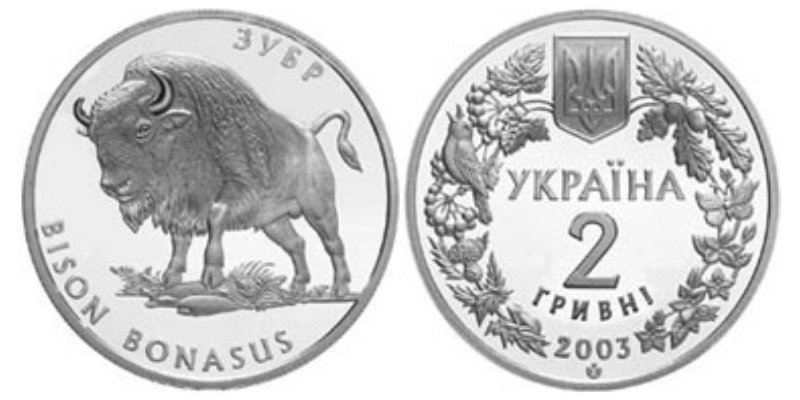 ЗУБР
BISON BONASUS
УКРАЇНА
2
ГРИВНІ
2003